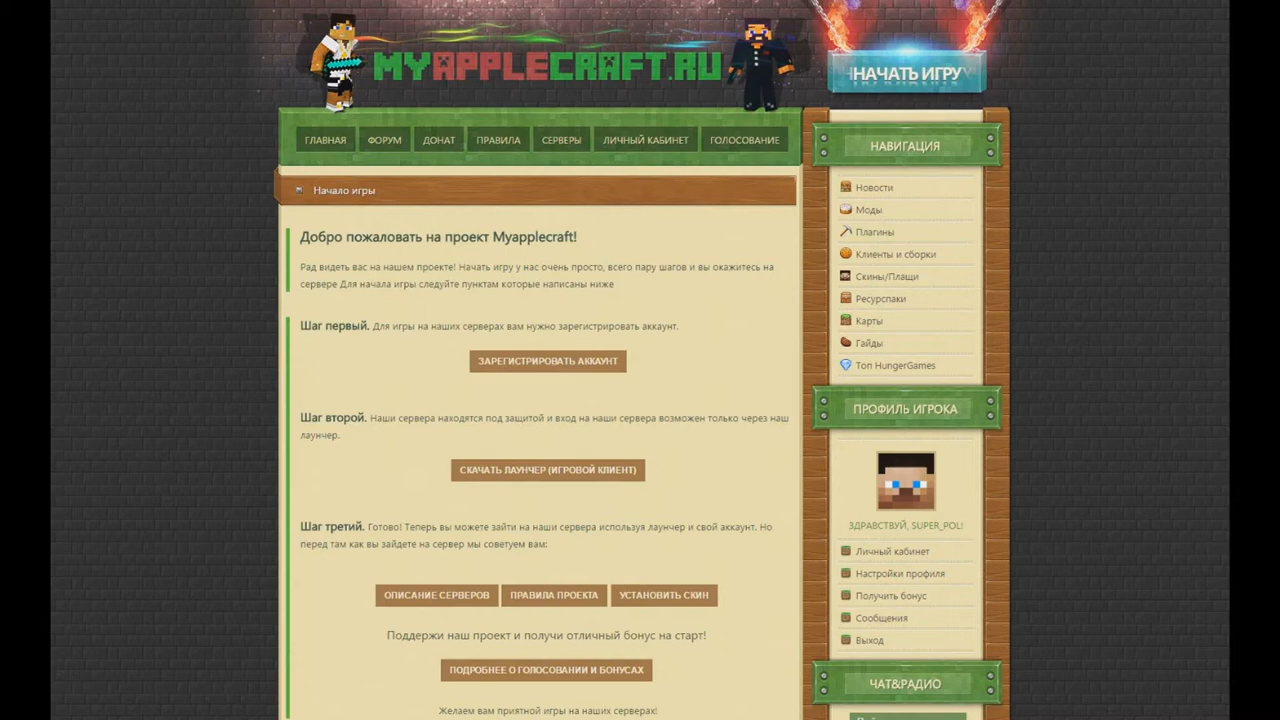 MYAPPLECRAFT.RU
НАЧАТЬ ИГРУ
ГЛАВНАЯ
ФОРУМ
ДОНАТ
ПРАВИЛА
СЕРВЕРЫ
ЛИЧНЫЙ КАБИНЕТ
ГОЛОСОВАНИЕ
Начало игры
Добро пожаловать на проект Myapplecraft!
Рад видеть вас на нашем проекте! Начать игру у нас очень просто, всего пару шагов и вы окажитесь на
сервере Для начала игры следуйте пунктам которые написаны ниже
Шаг первый. Для игры на наших серверах вам нужно зарегистрировать аккаунт.
ЗАРЕГИСТРИРОВАТЬ АККАУНТ
Шаг второй. Наши сервера находятся под защитой и вход на наши сервера возможен только через наш
лаунчер.
СКАЧАТЬ ЛАУНЧЕР (ИГРОВОЙ КЛИЕНТ)
Шаг третий. Готово! Теперь вы можете зайти на наши сервера используя лаунчер и свой аккаунт. Но
перед там как вы зайдете на сервер мы советуем вам:
ОПИСАНИЕ СЕРВЕРОВ
ПРАВИЛА ПРОЕКТА
УСТАНОВИТЬ СКИН
Поддержи наш проект и получи отличный бонус на старт!
ПОДРОБНЕЕ О ГОЛОСОВАНИИ И БОНУСАХ
Желаем вам приятной игры на наших серверах!
НАВИГАЦИЯ
Новости
Моды
Плагины
Клиенты и сборки
Скины/Плащи
Ресурспаки
Карты
Гайды
Топ HungerGames
ПРОФИЛЬ ИГРОКА
ЗДРАВСТВУЙ, SUPER_POL!
Личный кабинет
Настройки профиля
Получить бонус
Сообщения
Выход
ЧАТ&РАДИО